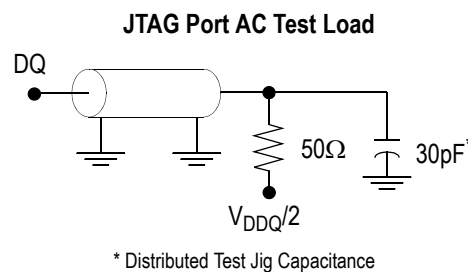 JTAG Port AC Test Load
DQ
50Ω
30pF*
VDDQ/2
* Distributed Test Jig Capacitance